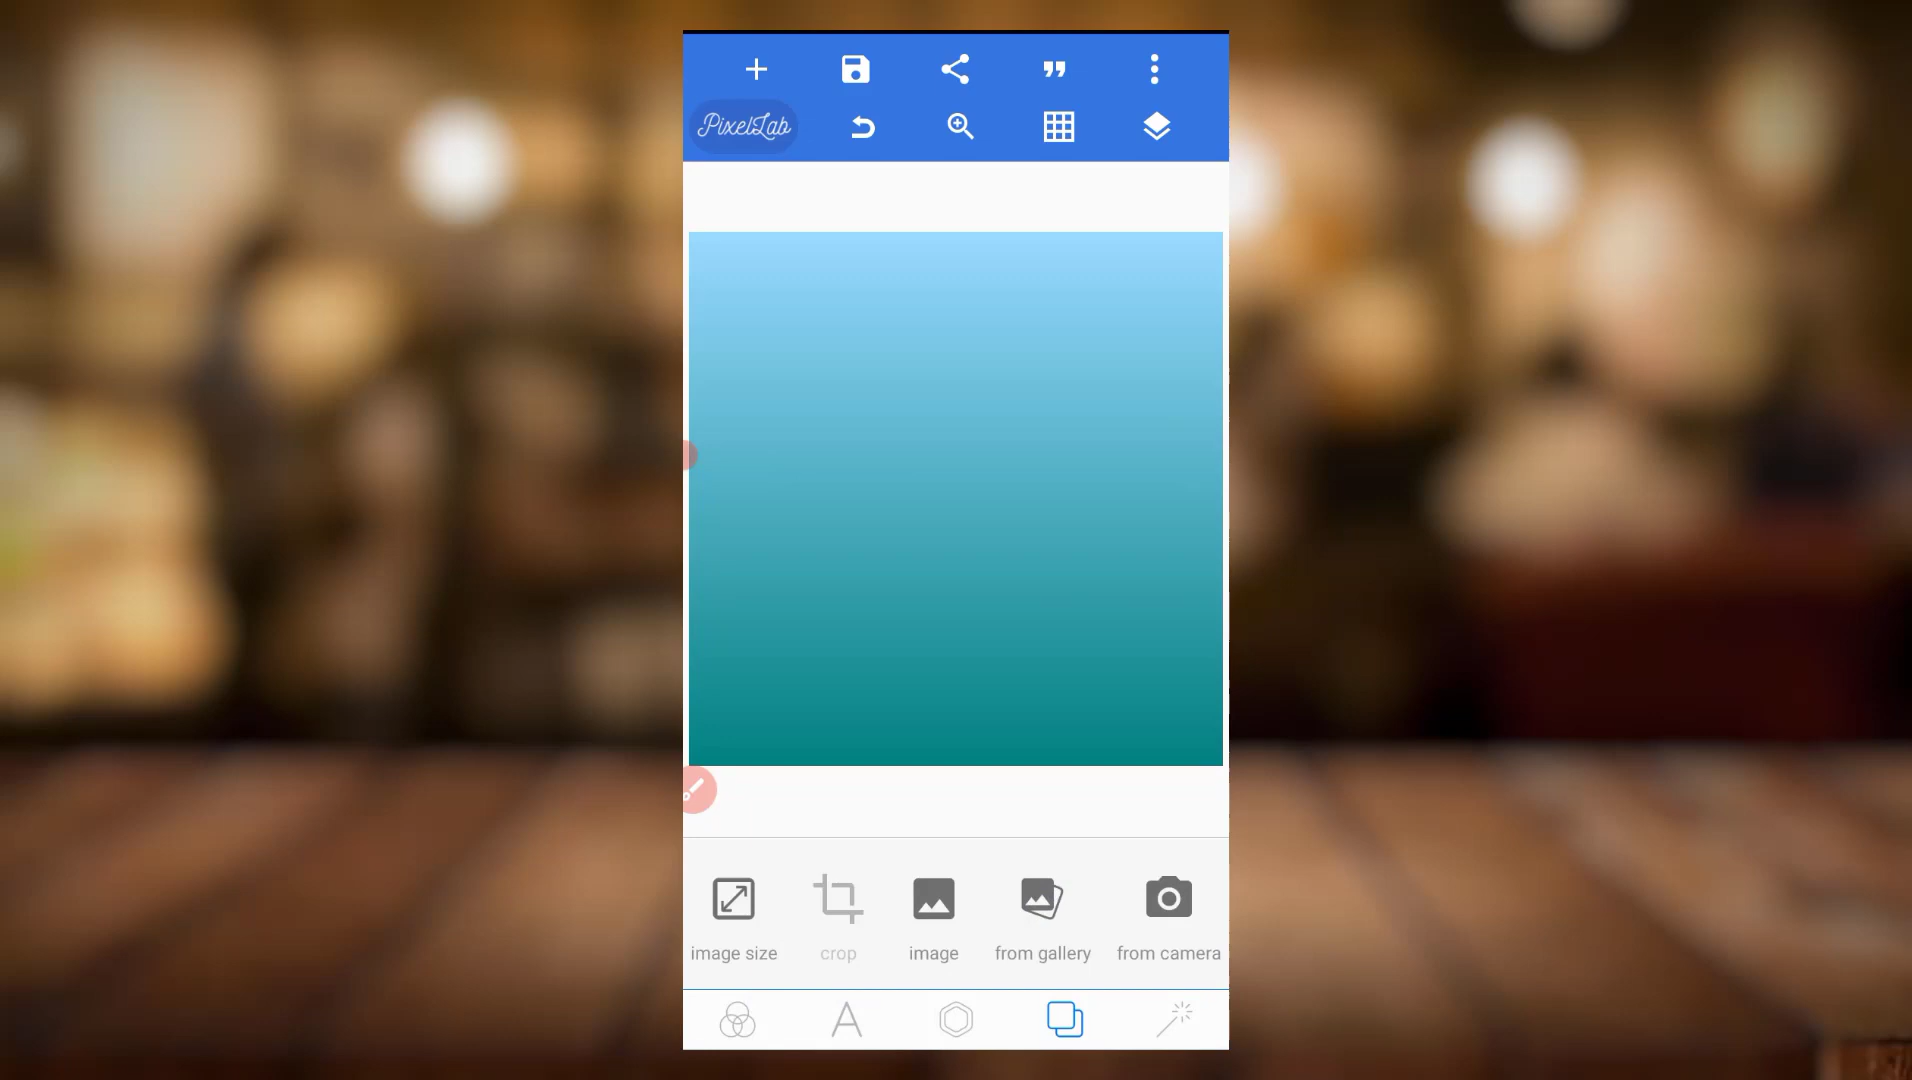 PixelLab
image size
crop
image
from gallery
from camera